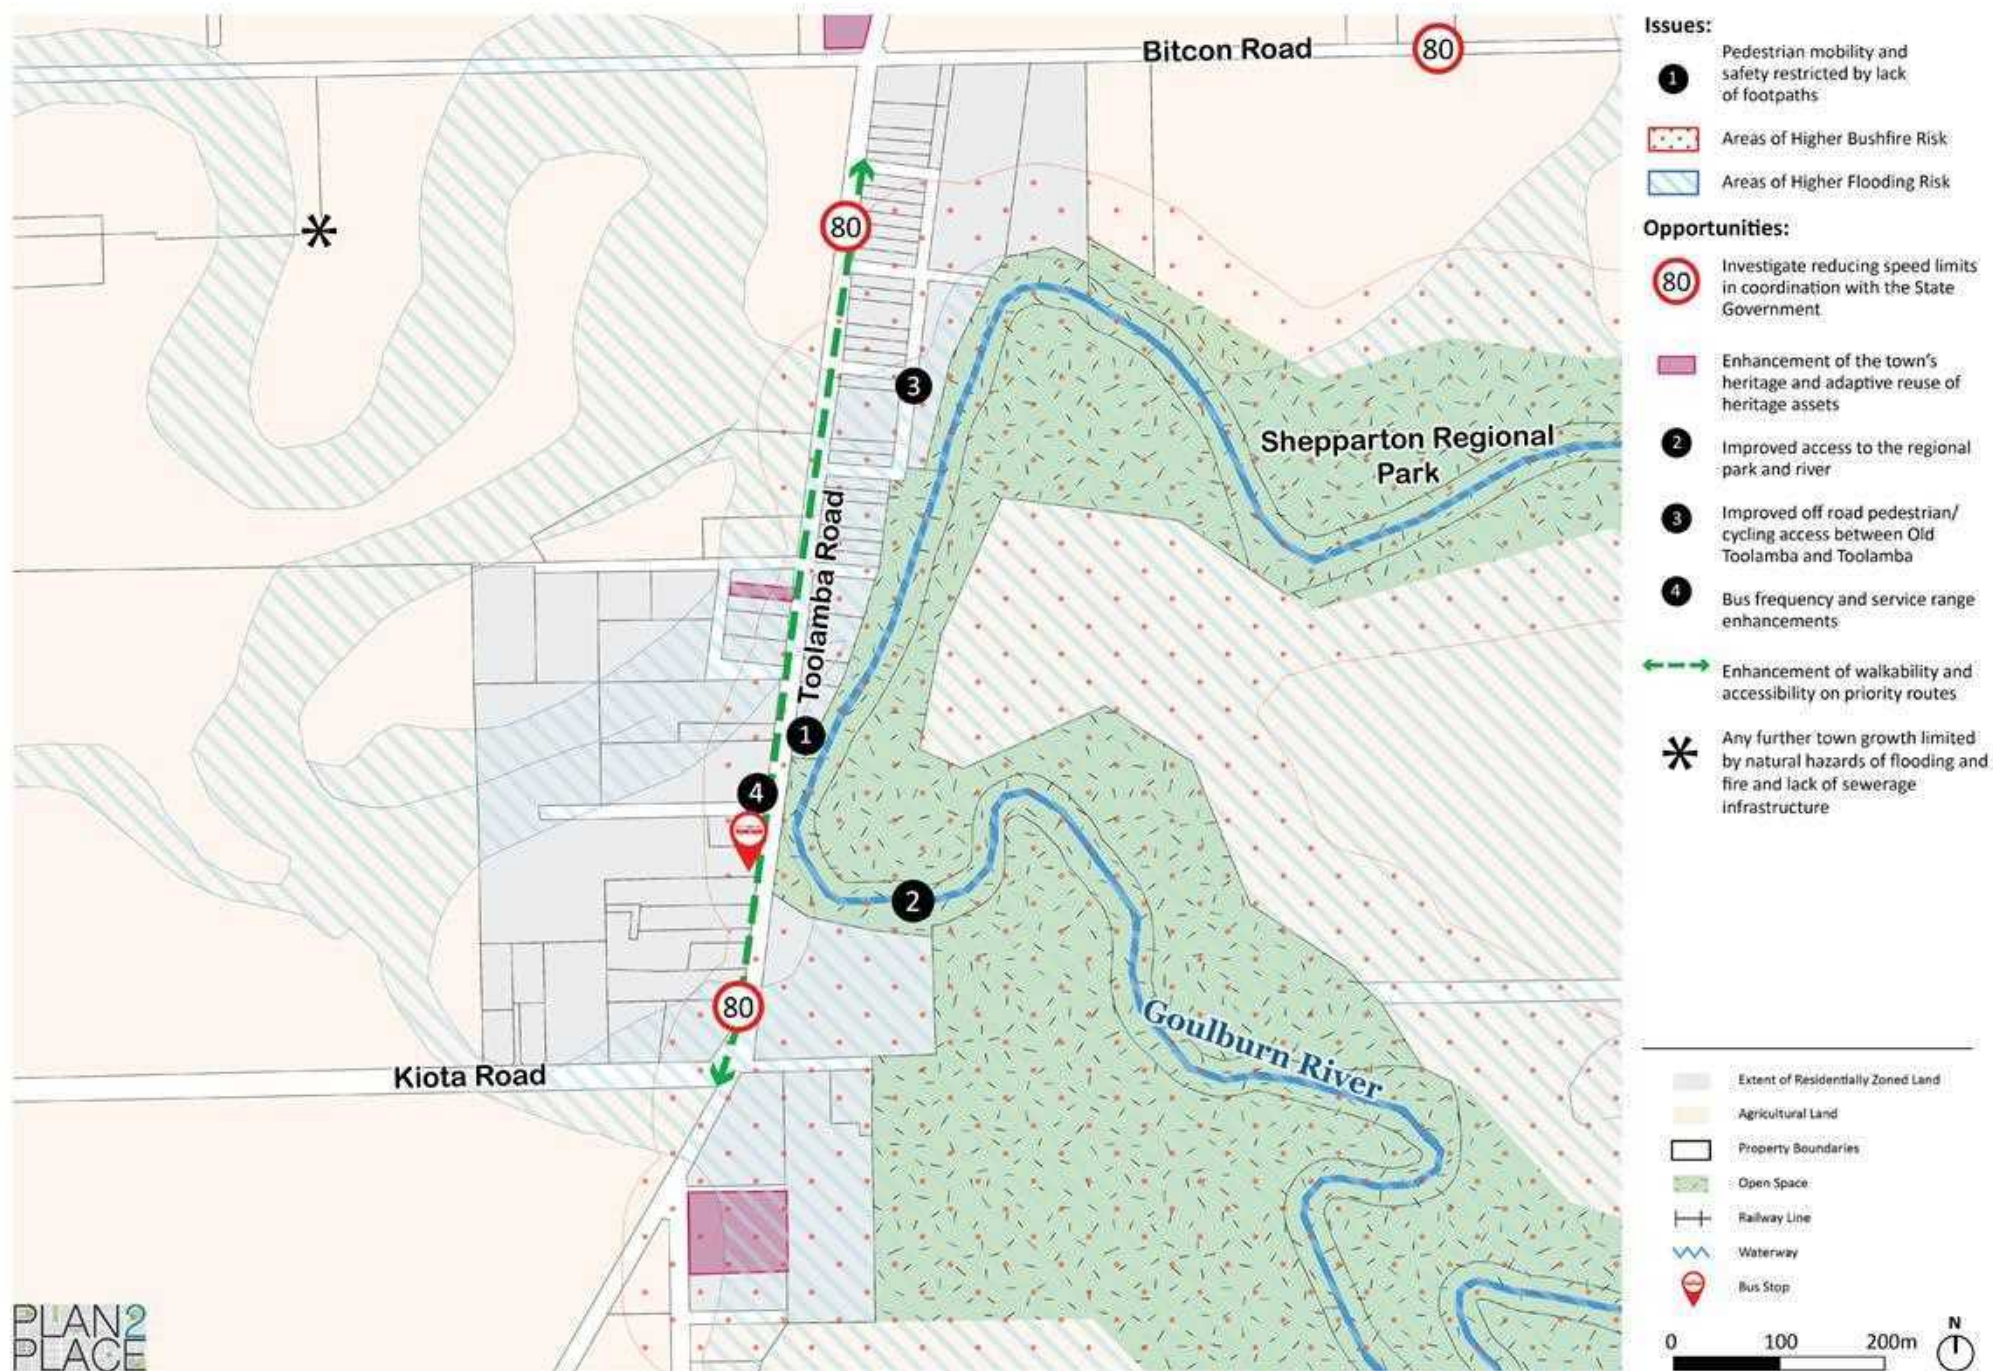 Bitcon Road
80
80
Toolamba Road
3
Shepparton Regional
Park
1
4
2
80
Goulburn River
Kiota Road
PLAN2
PLACE
Issues:
1
Pedestrian mobility and
safety restricted by lack
of footpaths
Areas of Higher Bushfire Risk
Areas of Higher Flooding Risk
Opportunities:
80
Investigate reducing speed limits
in coordination with the State
Government
Enhancement of the town's
heritage and adaptive reuse of
heritage assets
2
Improved access to the regional
park and river
3
Improved off road pedestrian/
cycling access between Old
Toolamba and Toolamba
4
Bus frequency and service range
enhancements
Enhancement of walkability and
accessibility on priority routes
Any further town growth limited
by natural hazards of flooding and
fire and lack of sewerage
infrastructure
Extent of Residentially Zoned Land
Agricultural Land
Property Boundaries
Open Space
Railway Line
Waterway
Bus Stop
0 100 200m
N